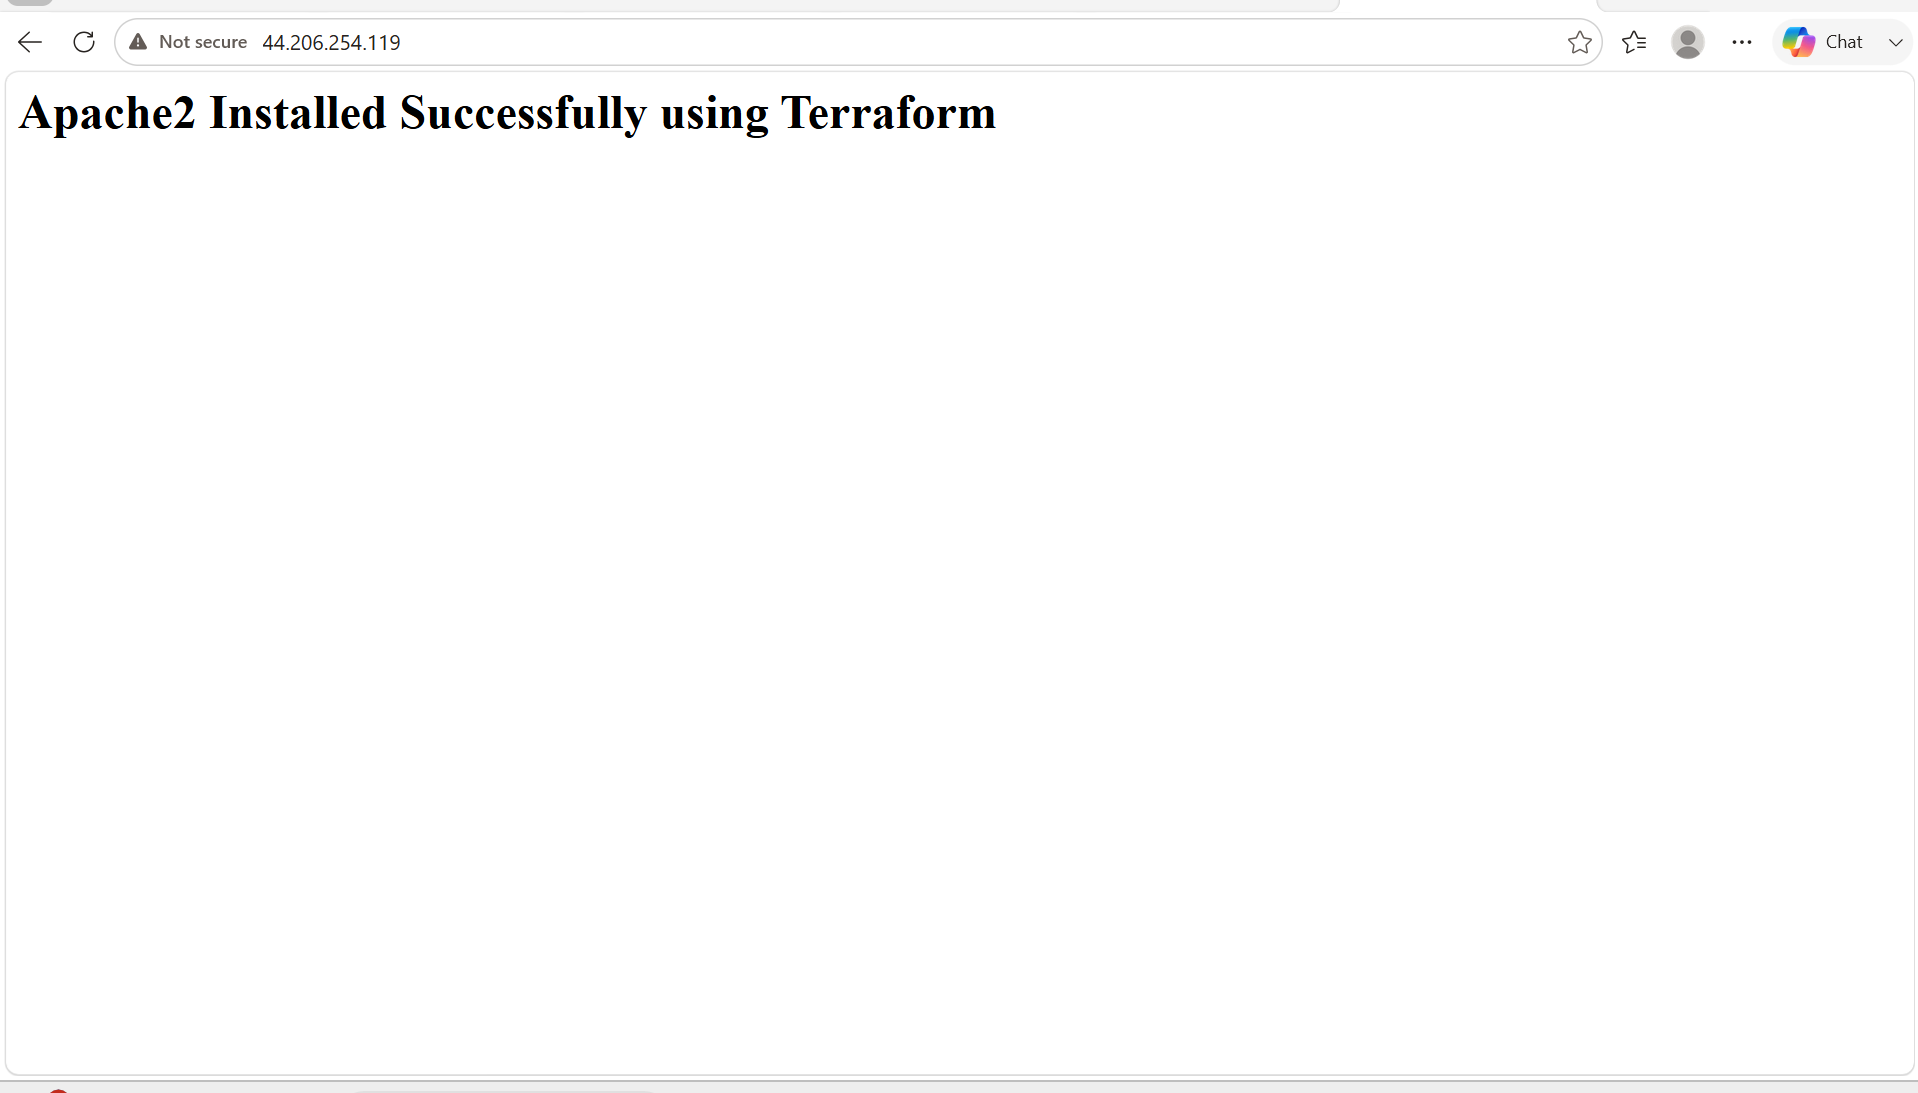 Not secure 44.206.254.119
Chat
Apache2 Installed Successfully using Terraform